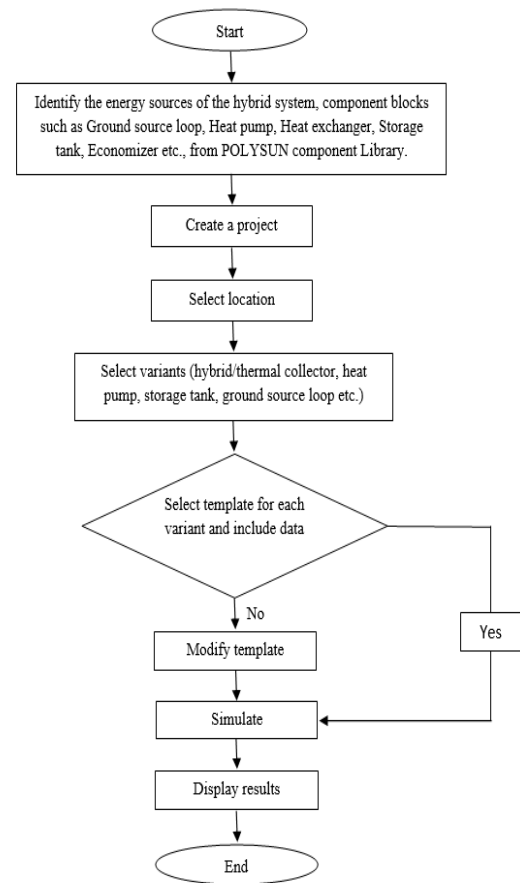 Start
Identify the energy sources of the hybrid system, component blocks
such as Ground source loop, Heat pump, Heat exchanger, Storage
tank, Economizer etc., from POLYSUN component Library.
Create a project
Select location
Select variants (hybrid/thermal collector, heat
pump, storage tank, ground source loop etc.)
Select template for each
variant and include data
No
Yes
Modify template
Simulate
Display results
End